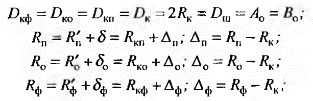 D_кф = D_ко = D_кп = D_к = 2R_к = D_ш = A_о = B_о;
R_п = R'_п + δ = R_кп + Δ_п; Δ_п = R_п − R_к;
R_о = R'_о + δ_о = R_ко + Δ_о; Δ_о = R_о − R_к;
R_ф = R'_ф + δ_ф = R_кф + Δ_ф; Δ_ф = R_ф − R_к;